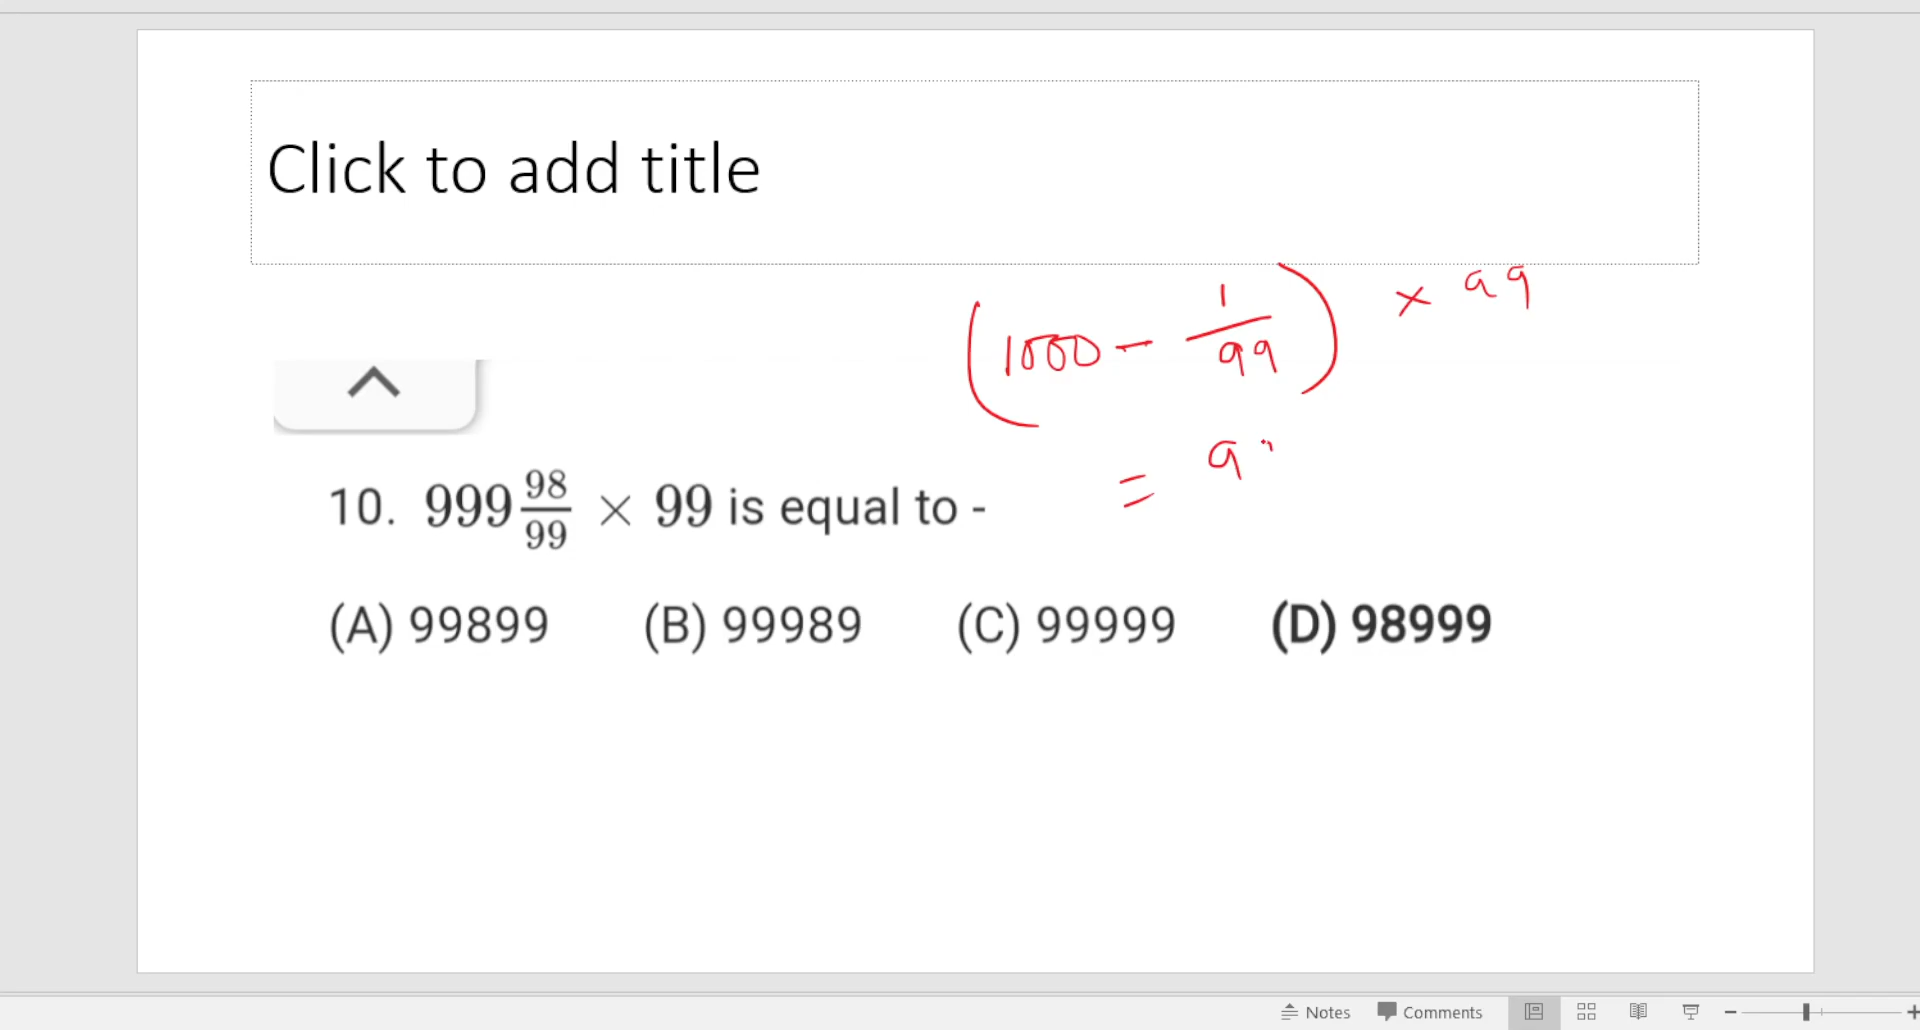 Click to add title
(1000 - 1/99) × 99
= 9
10. 999 98/99 × 99 is equal to -
(A) 99899 (B) 99989 (C) 99999 (D) 98999
Notes Comments